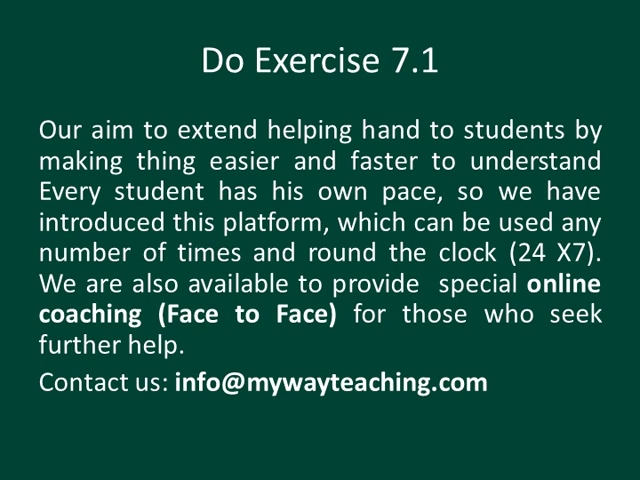 Do Exercise 7.1
Our aim to extend helping hand to students by
making thing easier and faster to understand
Every student has his own pace, so we have
introduced this platform, which can be used any
number of times and round the clock (24 X7).
We are also available to provide special online
coaching (Face to Face) for those who seek
further help.
Contact us: info@mywayteaching.com